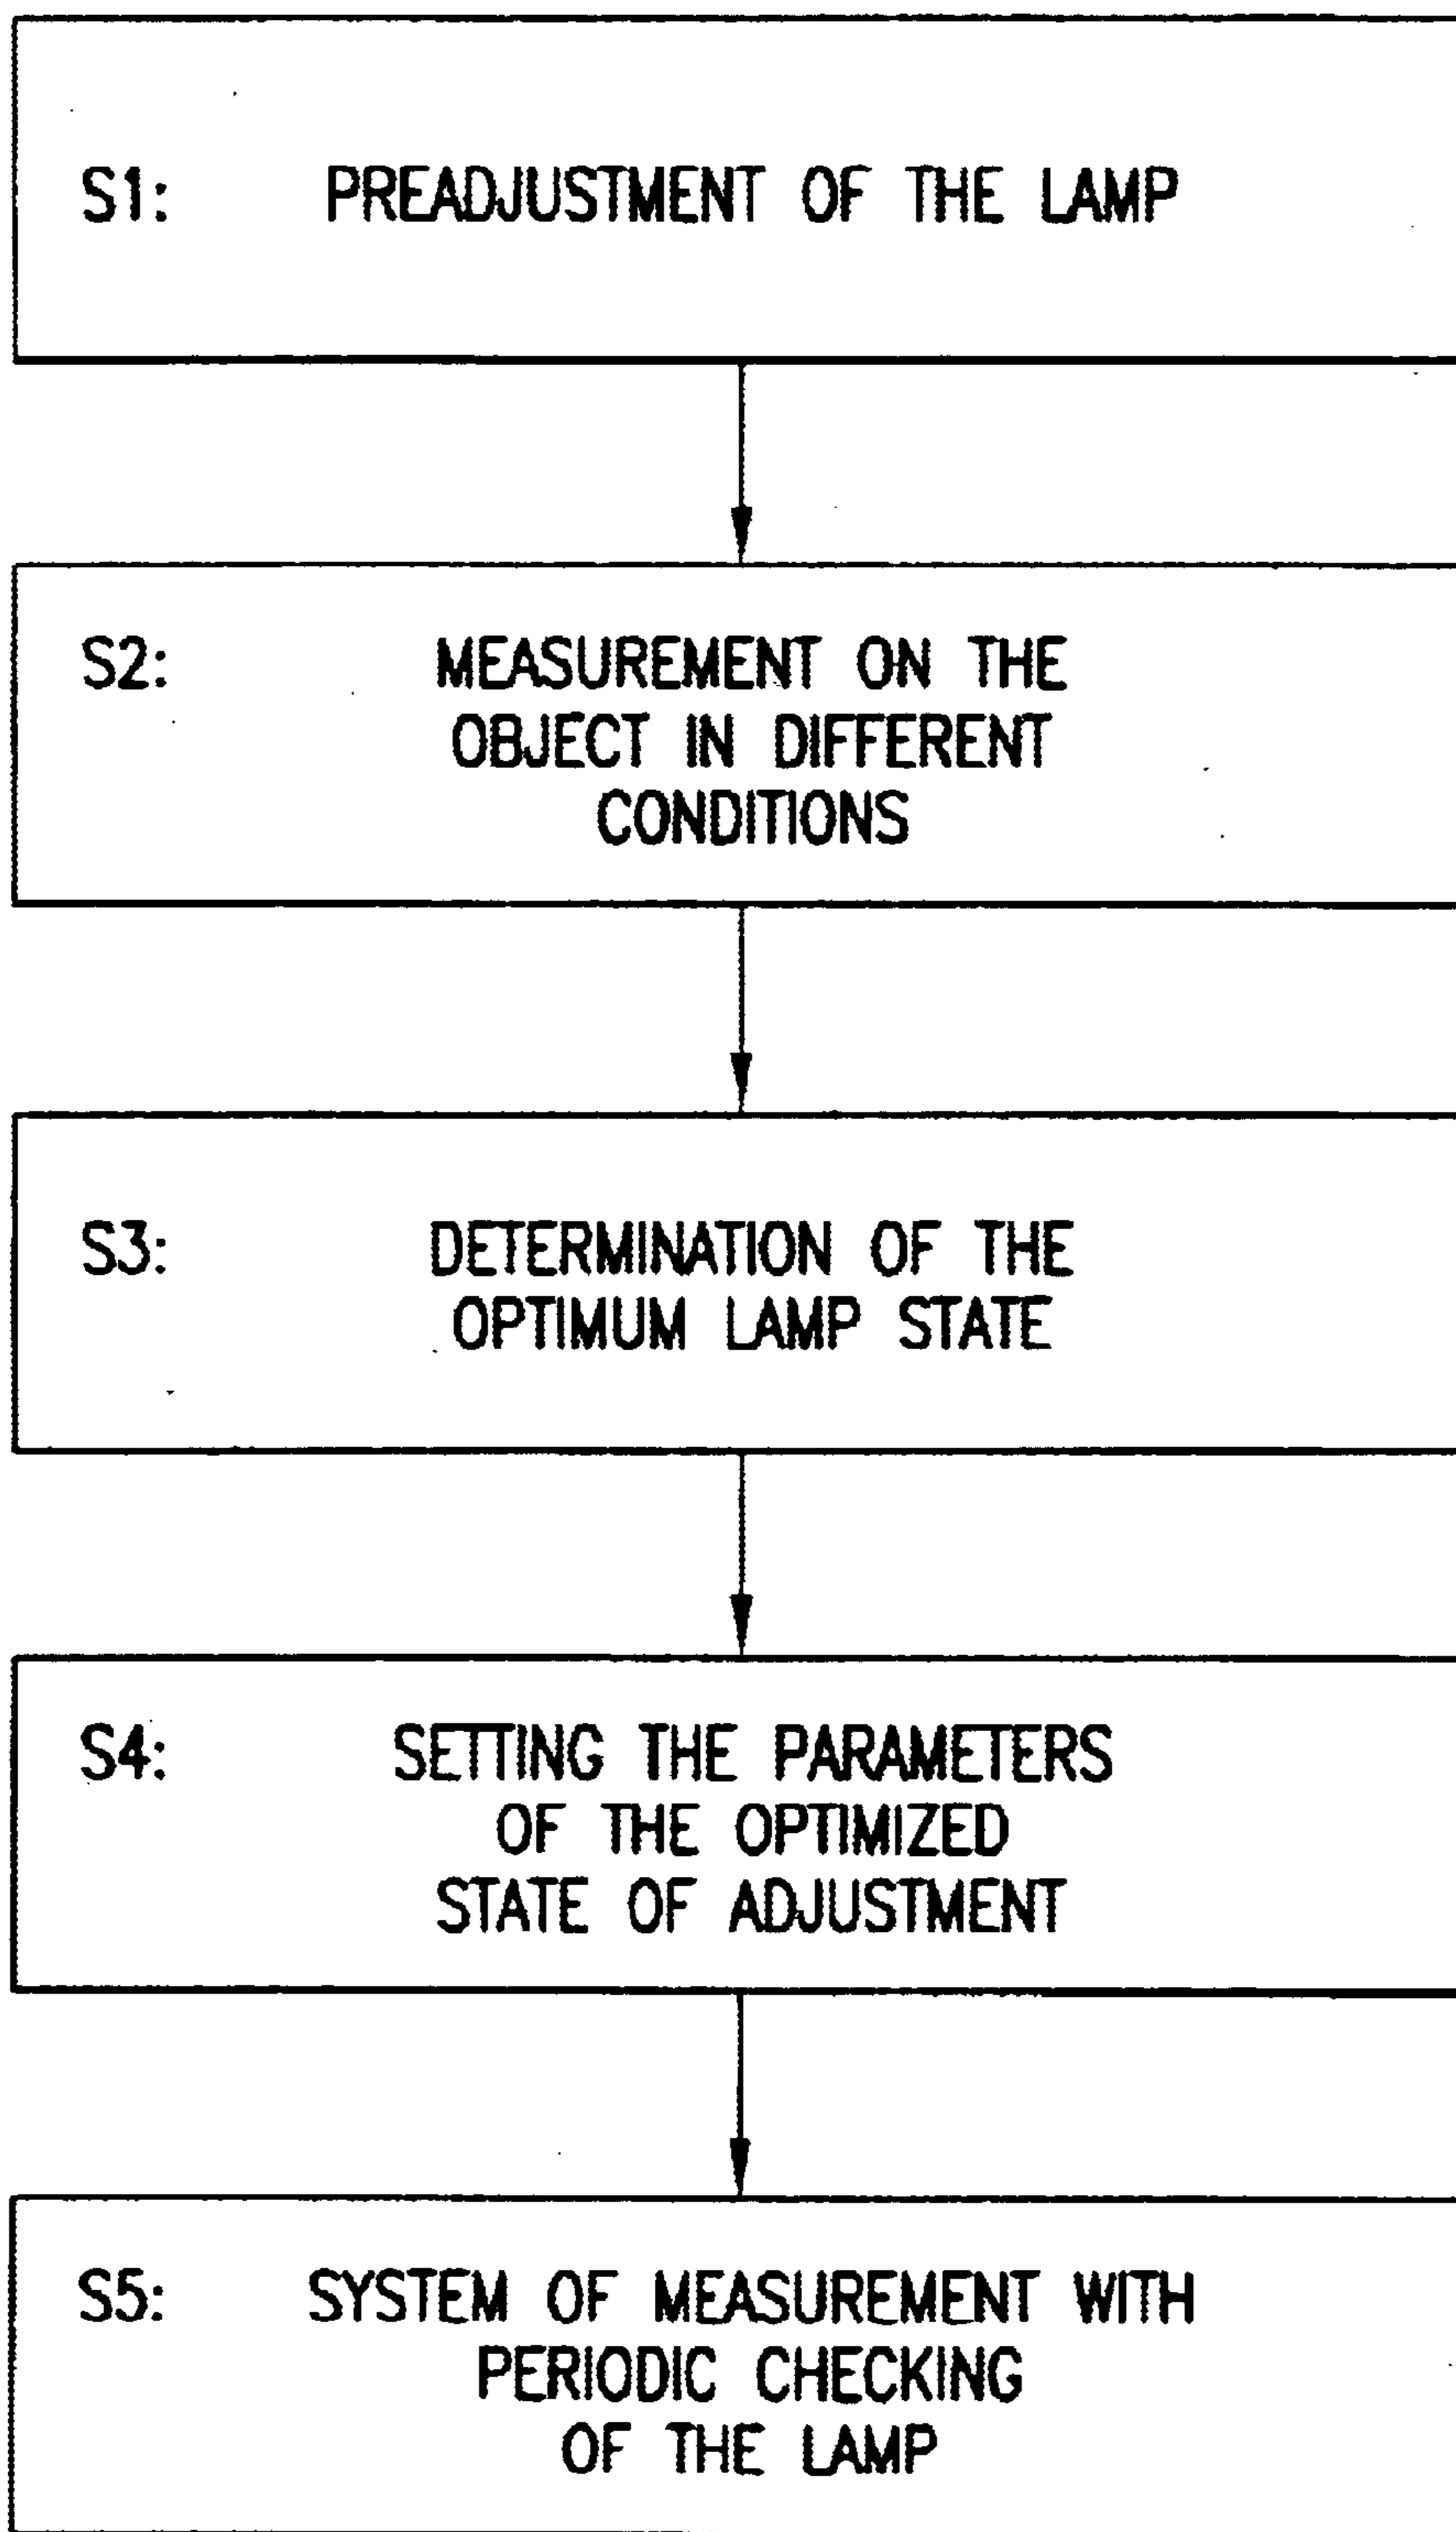 S1: PREADJUSTMENT OF THE LAMP
S2: MEASUREMENT ON THE
OBJECT IN DIFFERENT
CONDITIONS
S3: DETERMINATION OF THE
OPTIMUM LAMP STATE
S4: SETTING THE PARAMETERS
OF THE OPTIMIZED
STATE OF ADJUSTMENT
S5: SYSTEM OF MEASUREMENT WITH
PERIODIC CHECKING
OF THE LAMP